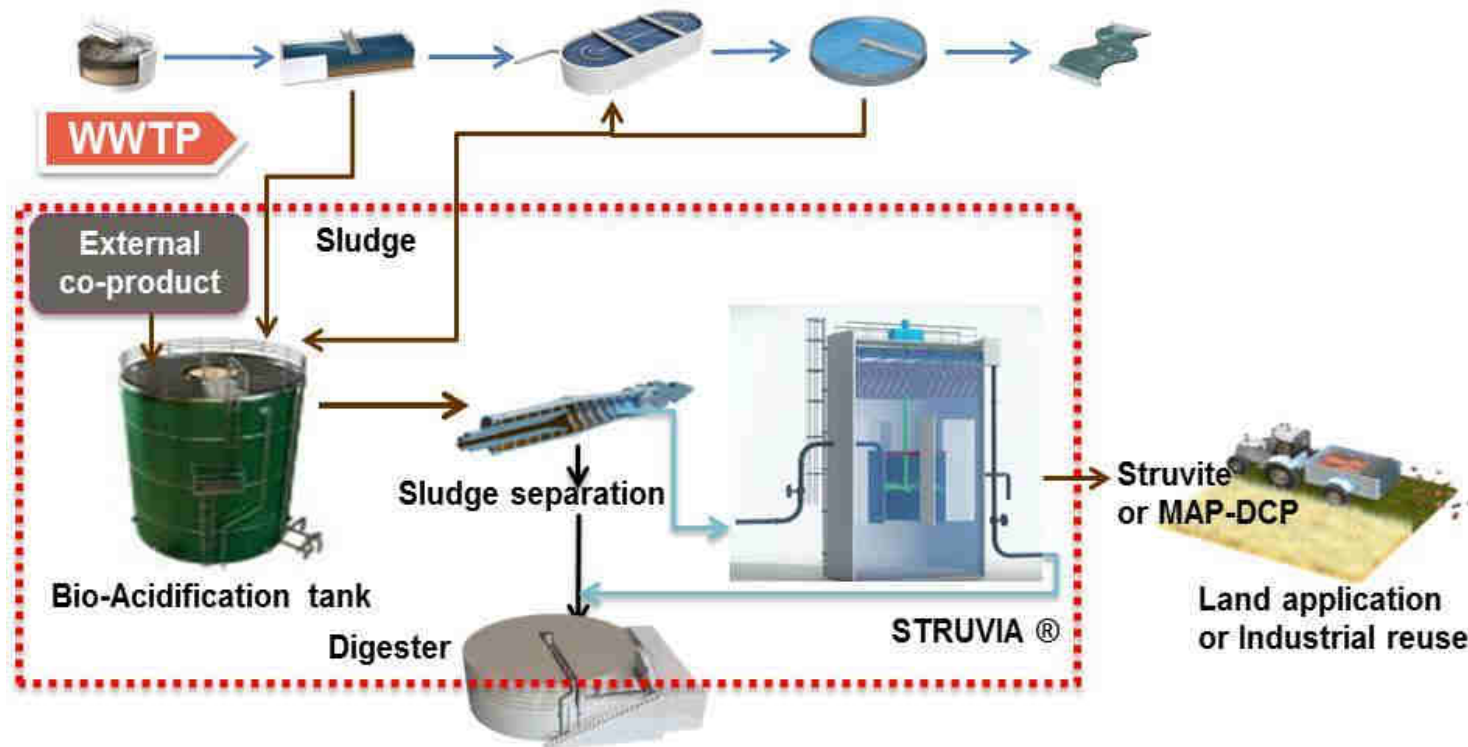 WWTP
External
co-product
Sludge
Sludge separation
Struvite
or MAP-DCP
Bio-Acidification tank
STRUVIA ®
Land application
or Industrial reuse
Digester